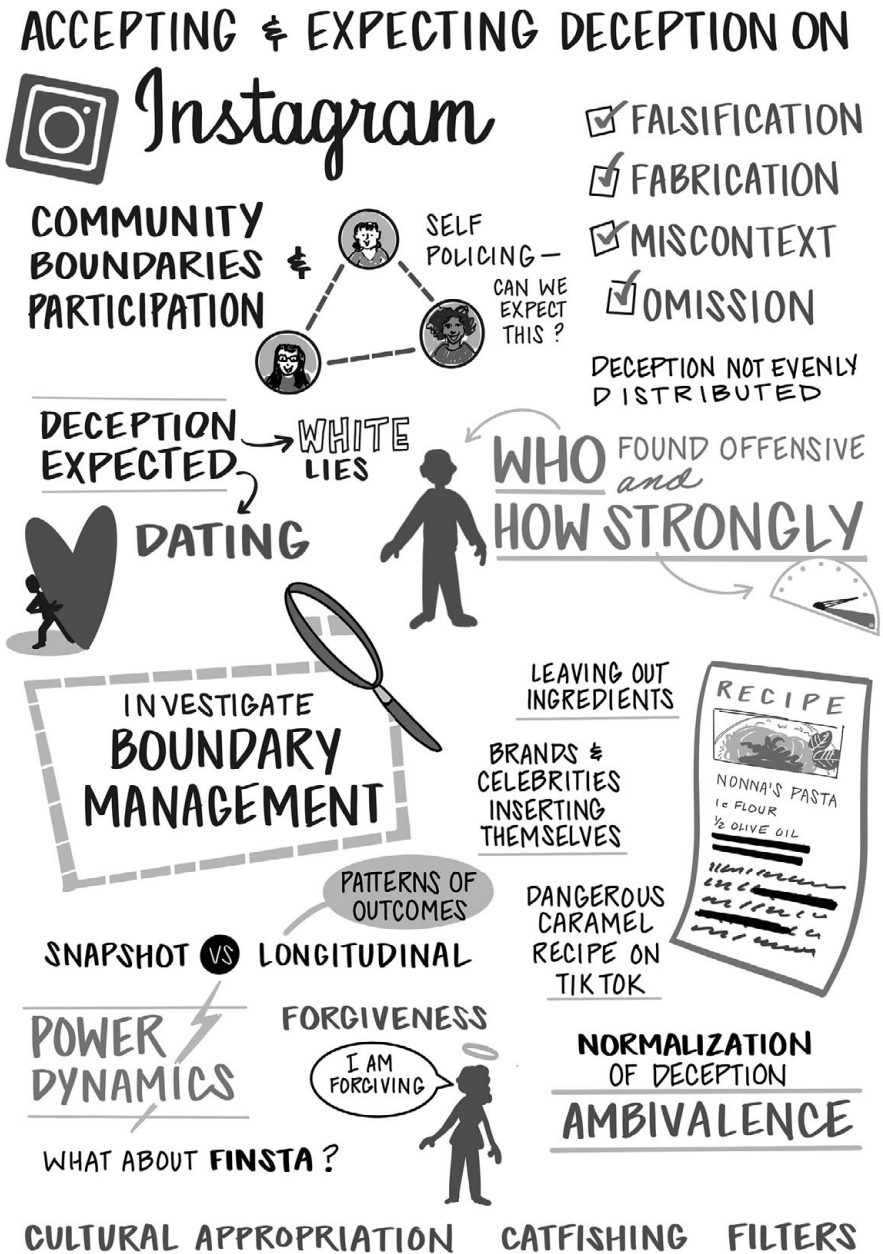 ACCEPTING & EXPECTING DECEPTION ON
Instagram
FALSIFICATION
FABRICATION
MISCONTEXT
OMISSION
COMMUNITY
BOUNDARIES &
PARTICIPATION
SELF
POLICING —
CAN WE
EXPECT
THIS ?
DECEPTION NOT EVENLY
DISTRIBUTED
DECEPTION
EXPECTED
WHITE
LIES
DATING
WHO FOUND OFFENSIVE
and
HOW STRONGLY
INVESTIGATE
BOUNDARY
MANAGEMENT
LEAVING OUT
INGREDIENTS
BRANDS &
CELEBRITIES
INSERTING
THEMSELVES
DANGEROUS
CARAMEL
RECIPE ON
TIKTOK
RECIPE
NONNA'S PASTA
1c FLOUR
½ OLIVE OIL
PATTERNS OF
OUTCOMES
SNAPSHOT VS LONGITUDINAL
POWER
DYNAMICS
FORGIVENESS
I AM
FORGIVING
NORMALIZATION
OF DECEPTION
AMBIVALENCE
WHAT ABOUT FINSTA ?
CULTURAL APPROPRIATION CATFISHING FILTERS